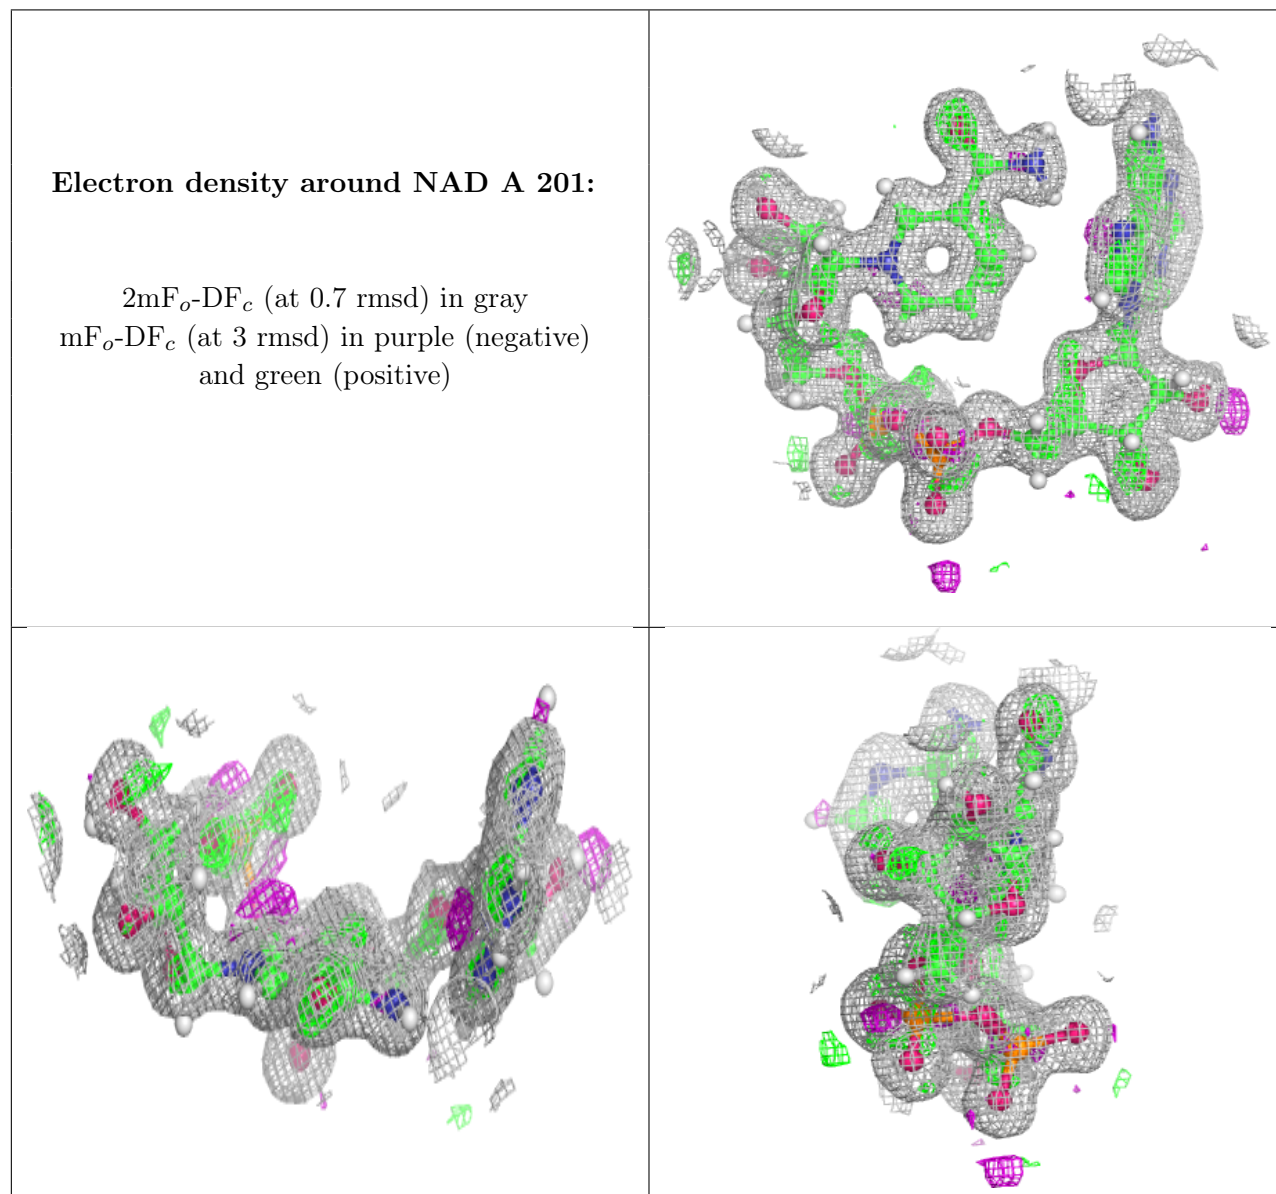 Electron density around NAD A 201:
2mFₒ-DF𝒸 (at 0.7 rmsd) in gray
mFₒ-DF𝒸 (at 3 rmsd) in purple (negative)
and green (positive)